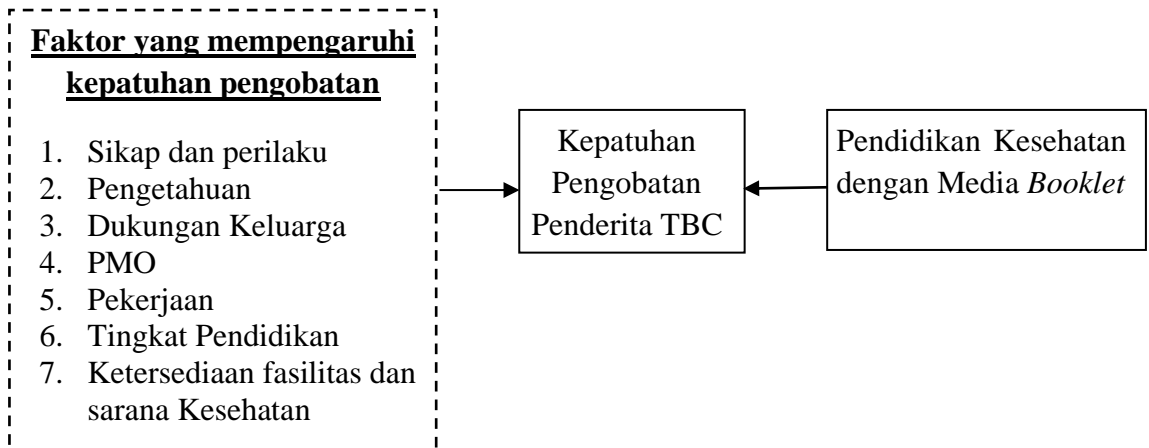 Faktor yang mempengaruhi
kepatuhan pengobatan
1. Sikap dan perilaku
2. Pengetahuan
3. Dukungan Keluarga
4. PMO
5. Pekerjaan
6. Tingkat Pendidikan
7. Ketersediaan fasilitas dan
sarana Kesehatan
Kepatuhan
Pengobatan
Penderita TBC
Pendidikan Kesehatan
dengan Media Booklet